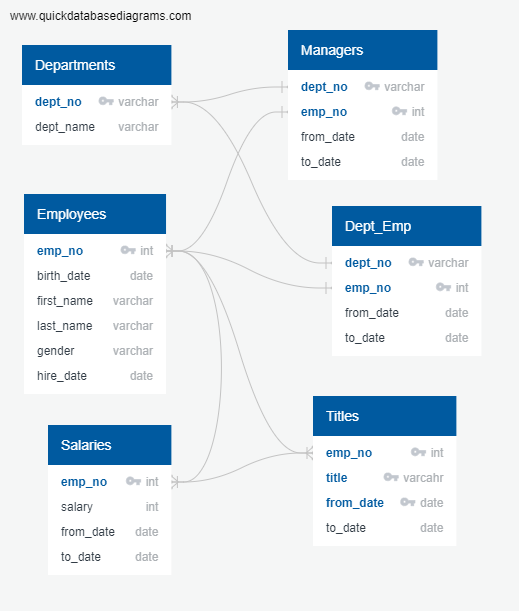 www.quickdatabasediagrams.com
Departments
dept_no varchar
dept_name varchar
Managers
dept_no varchar
emp_no int
from_date date
to_date date
Employees
emp_no int
birth_date date
first_name varchar
last_name varchar
gender varchar
hire_date date
Dept_Emp
dept_no varchar
emp_no int
from_date date
to_date date
Salaries
emp_no int
salary int
from_date date
to_date date
Titles
emp_no int
title varcahr
from_date date
to_date date